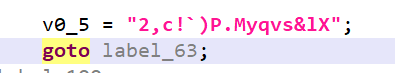 v0_5 = "2,c!`)P.Myqvs&lX";
goto label_63;